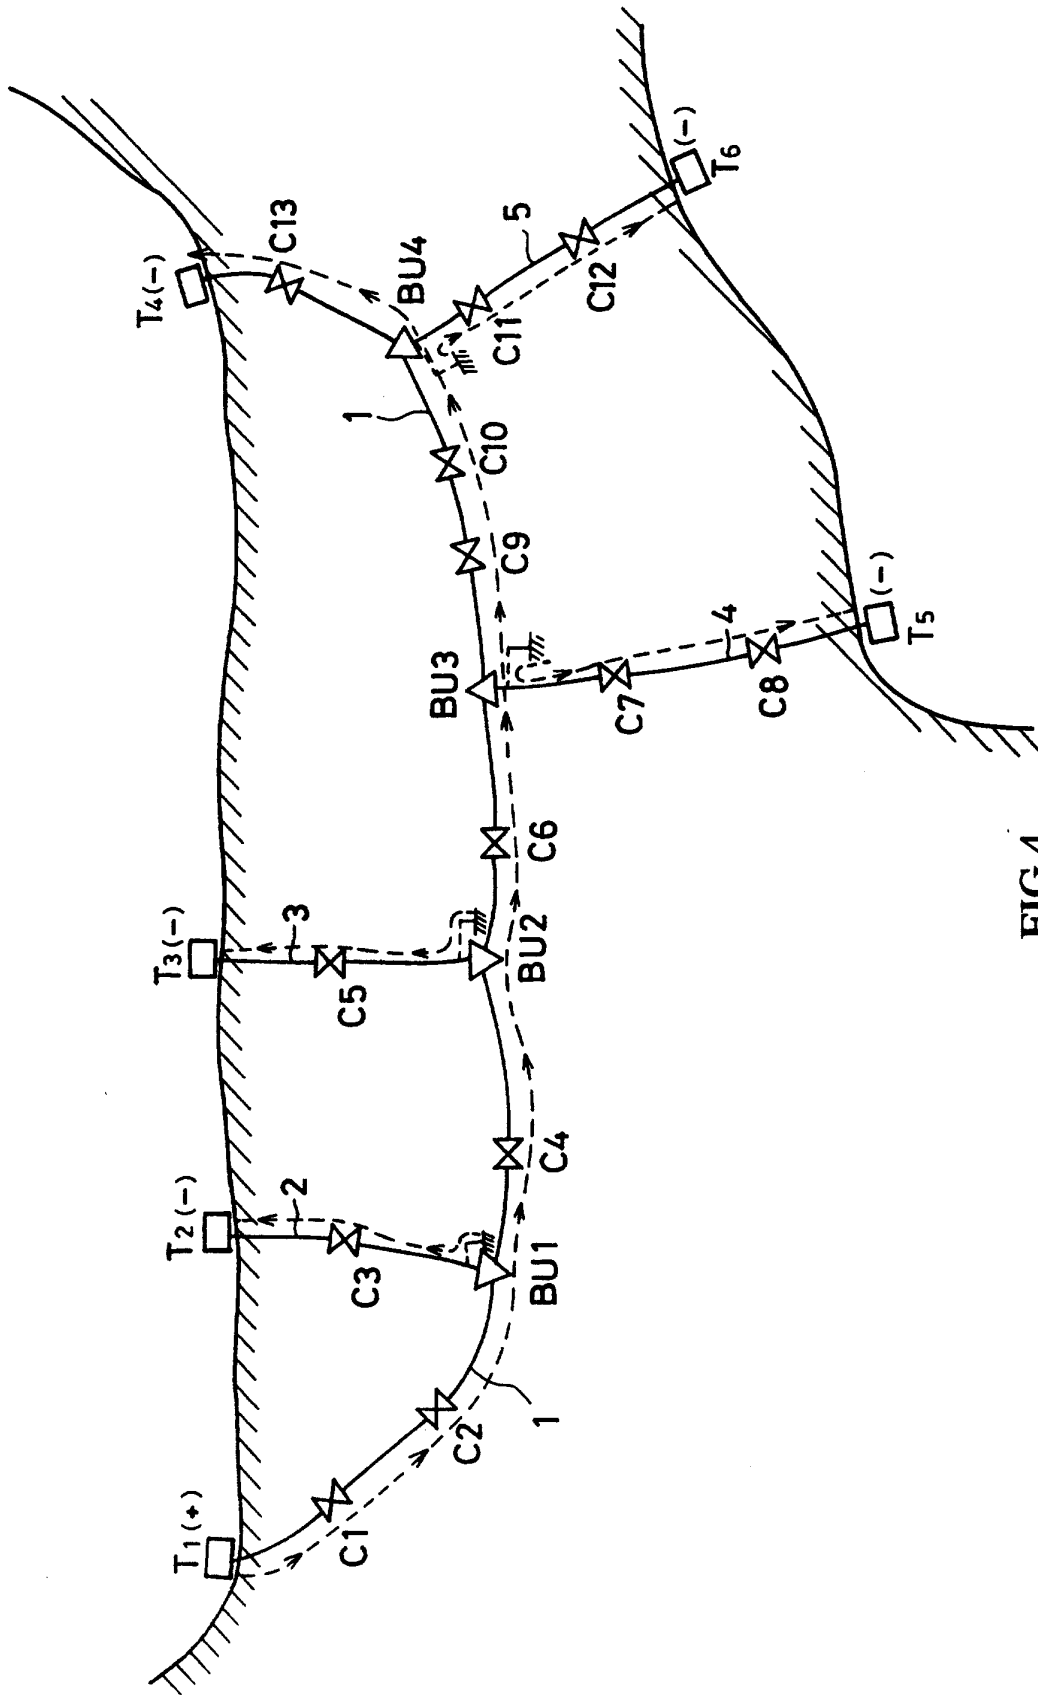 T1 (+)
T2 (-)
T3 (-)
T4 (-)
C1
C2
1
C3
2
BU1
C4
C5
3
BU2
C6
BU3
C7
4
C8
T5
(-)
C9
C10
1
BU4
C13
C11
5
C12
T6
(-)
FIG 4